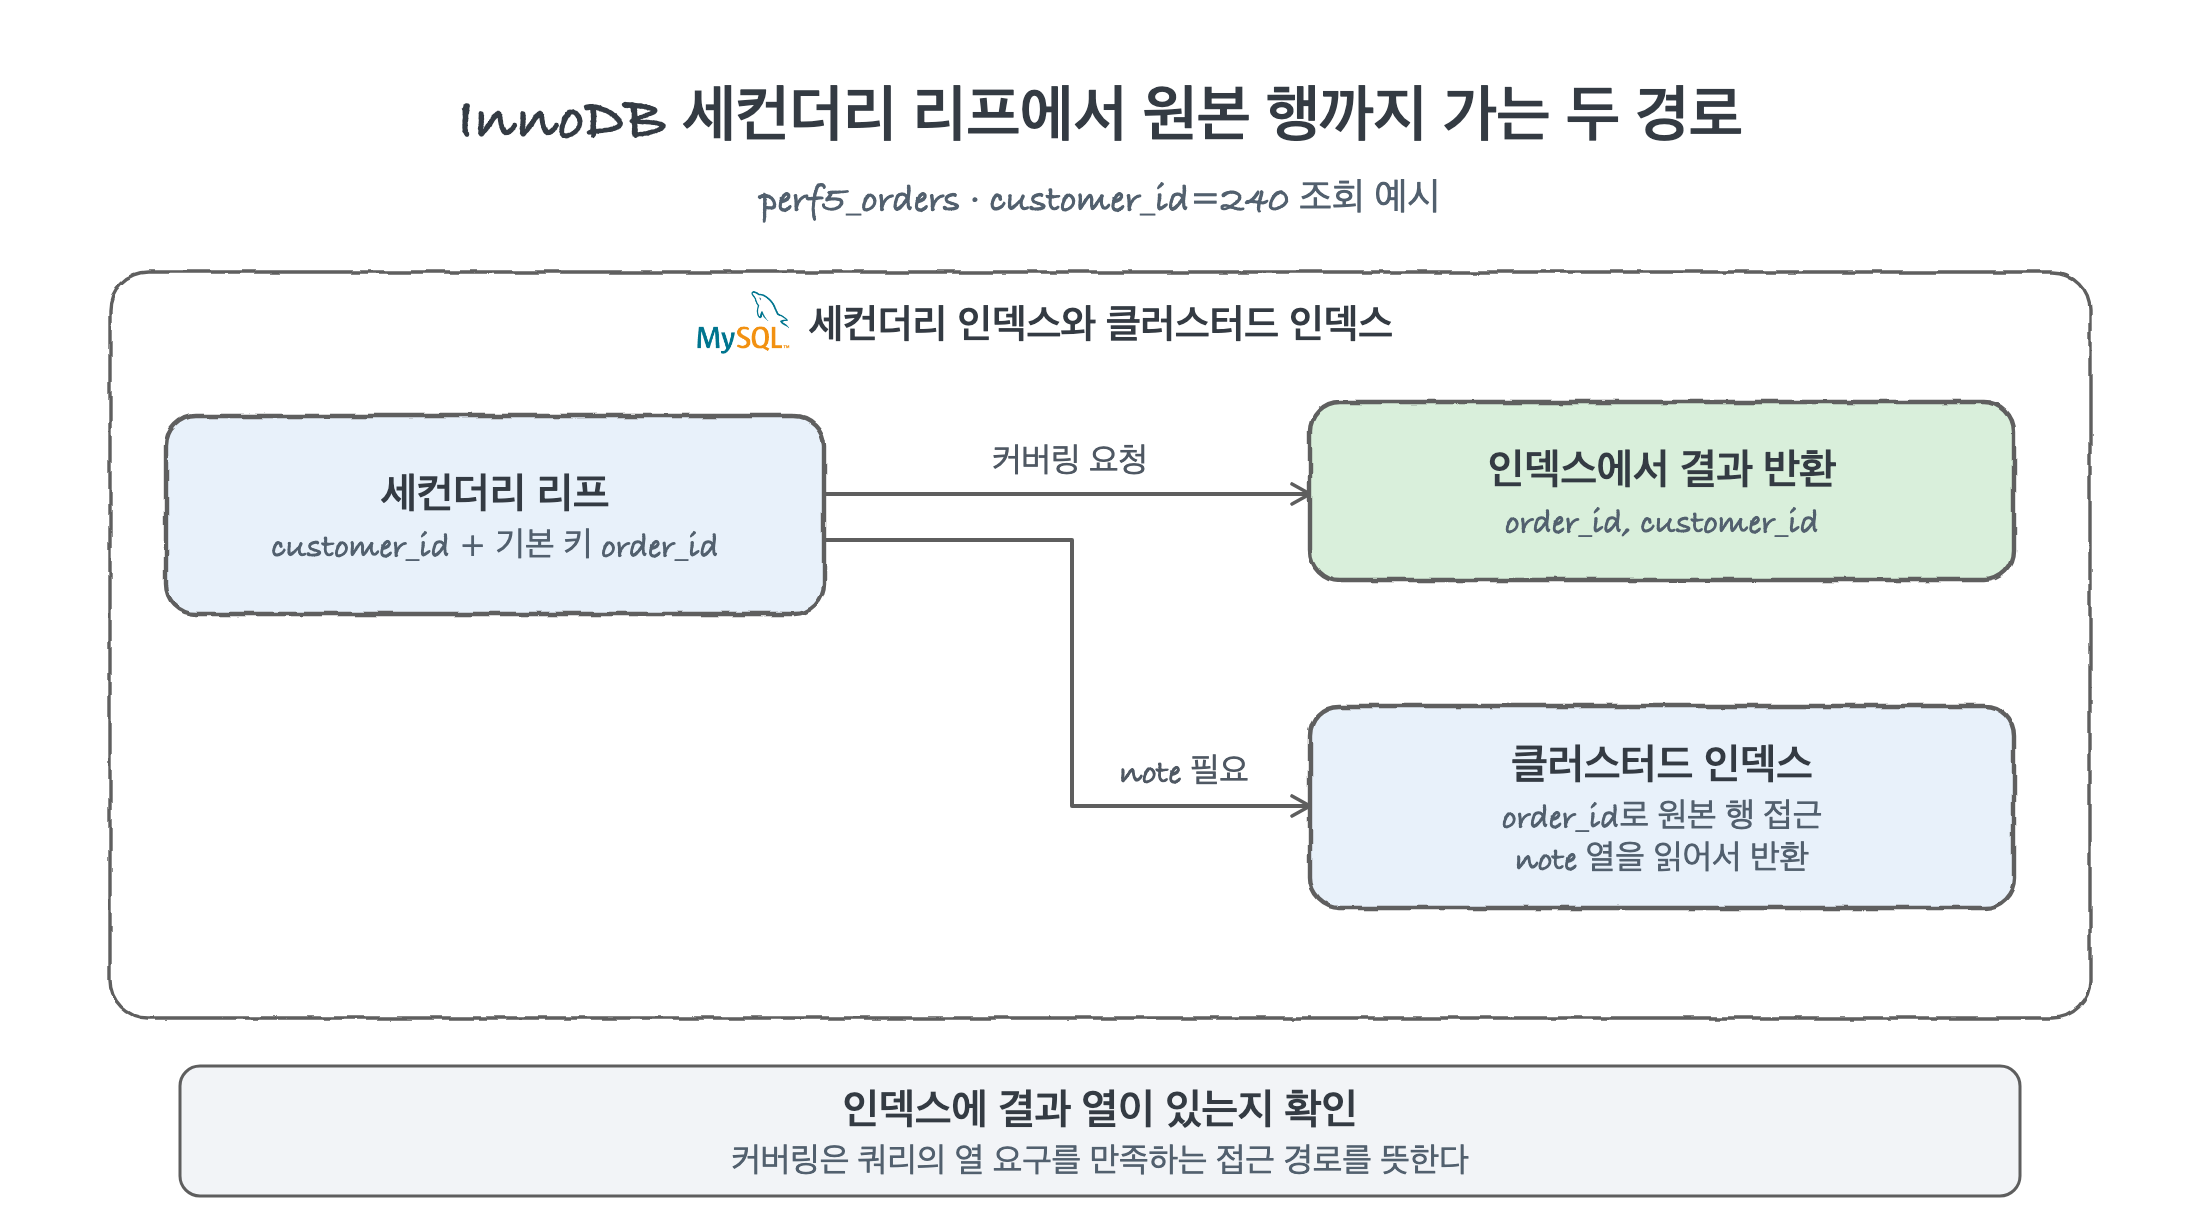 InnoDB 세컨더리 리프에서 원본 행까지 가는 두 경로
perf5_orders · customer_id=240 조회 예시
MySQL™ 세컨더리 인덱스와 클러스터드 인덱스
세컨더리 리프
customer_id + 기본 키 order_id
커버링 요청
인덱스에서 결과 반환
order_id, customer_id
note 필요
클러스터드 인덱스
order_id로 원본 행 접근
note 열을 읽어서 반환
인덱스에 결과 열이 있는지 확인
커버링은 쿼리의 열 요구를 만족하는 접근 경로를 뜻한다